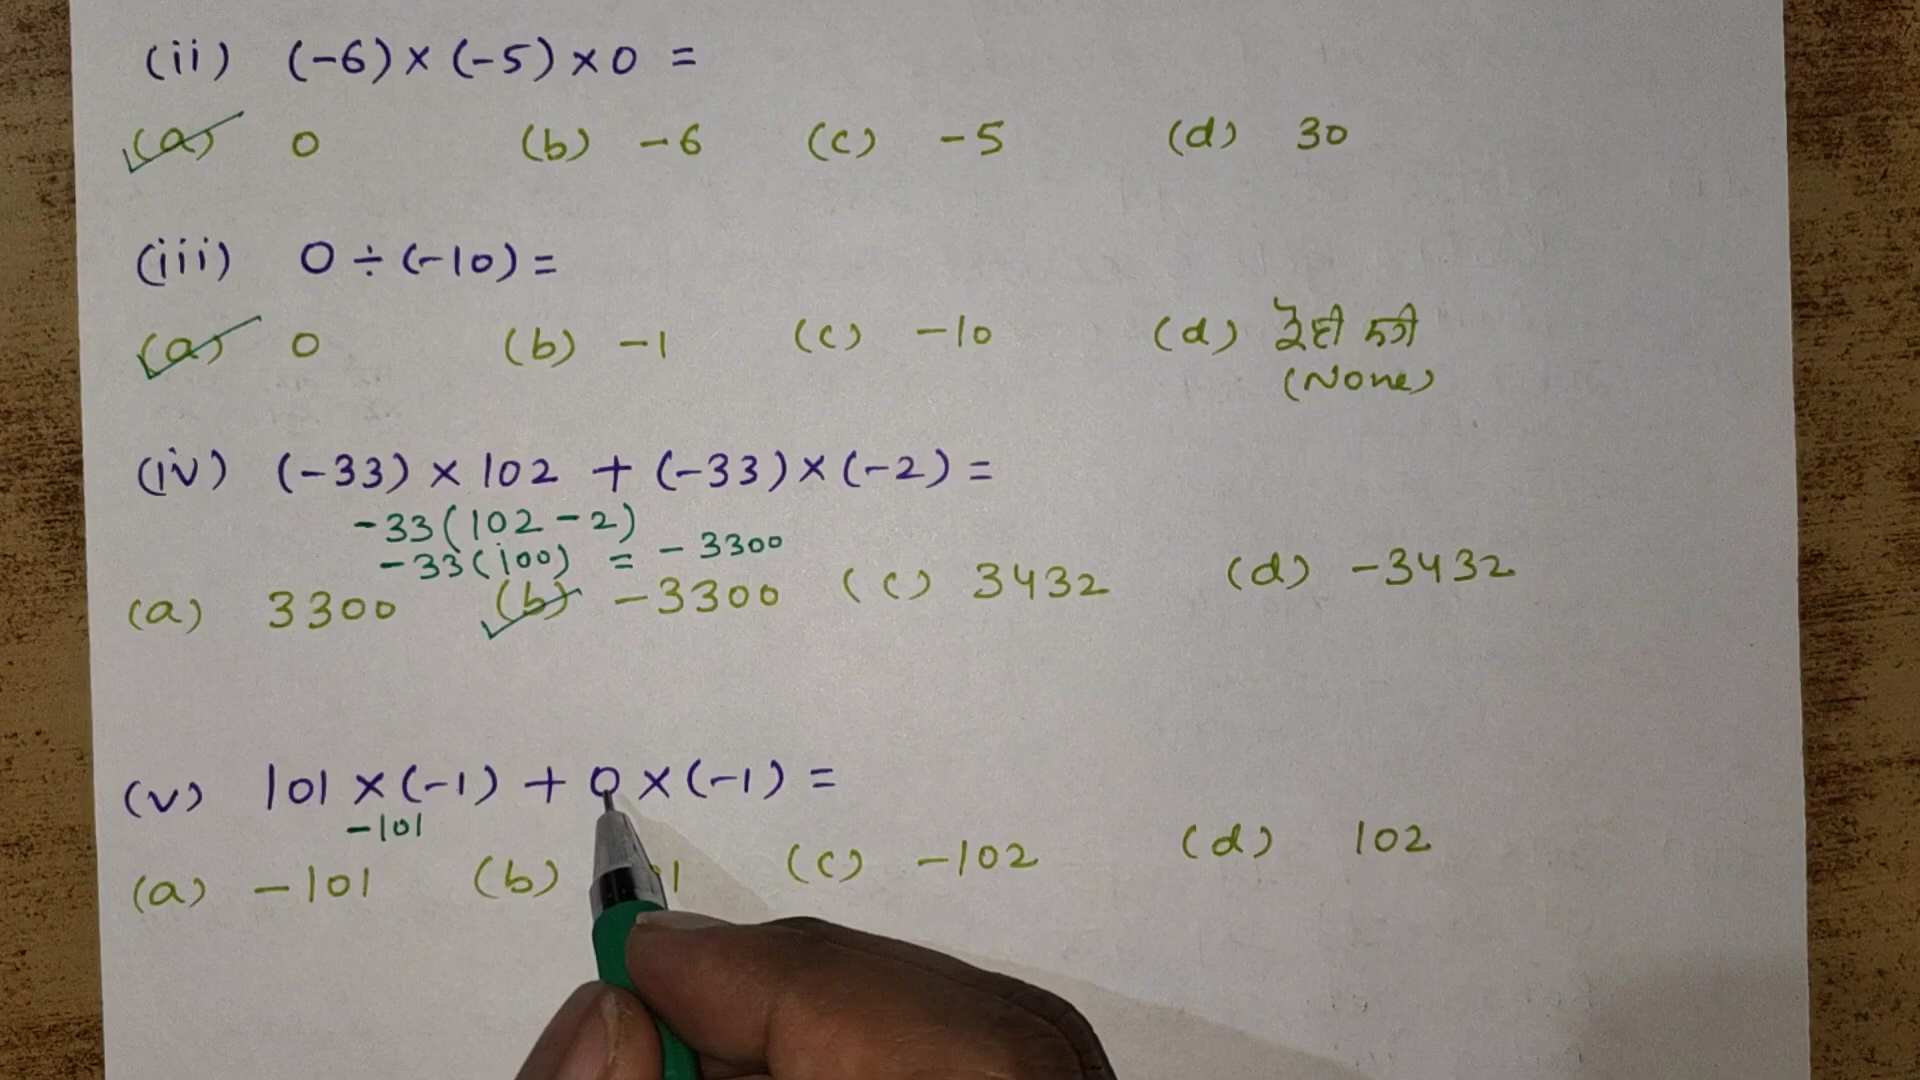 (ii) (-6) × (-5) × 0 =
(a) 0 (b) -6 (c) -5 (d) 30
(iii) 0 ÷ (-10) =
(a) 0 (b) -1 (c) -10 (d)
(None)
(iv) (-33) × 102 + (-33) × (-2) =
-33(102-2)
-33(100) = -3300
(a) 3300 (b) -3300 (c) 3432 (d) -3432
(v) 101 × (-1) + 0 × (-1) =
-101
(a) -101 (b) (c) -102 (d) 102